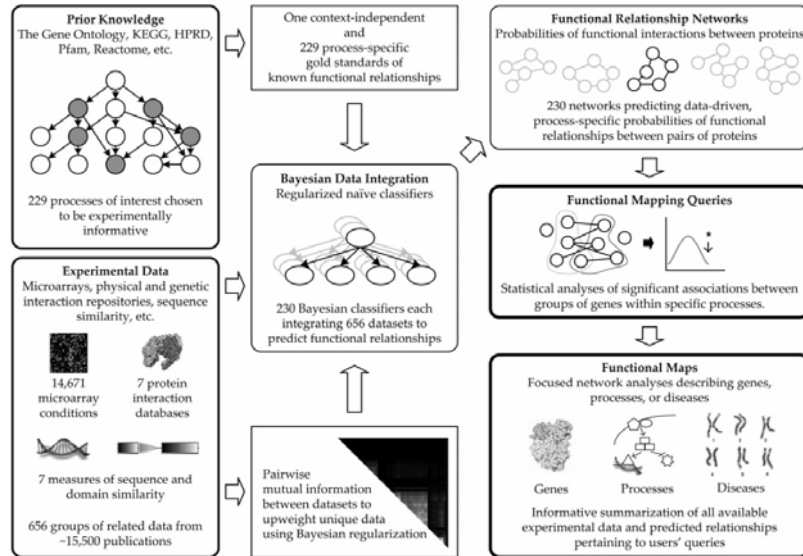 Prior Knowledge
The Gene Ontology, KEGG, HPRD,
Pfam, Reactome, etc.
229 processes of interest chosen
to be experimentally
informative
Experimental Data
Microarrays, physical and genetic
interaction repositories, sequence
similarity, etc.
14,671
microarray
conditions
7 protein
interaction
databases
7 measures of sequence and
domain similarity
656 groups of related data from
~15,500 publications
One context-independent
and
229 process-specific
gold standards of
known functional relationships
Bayesian Data Integration
Regularized naïve classifiers
230 Bayesian classifiers each
integrating 656 datasets to
predict functional relationships
Pairwise
mutual information
between datasets to
upweight unique data
using Bayesian regularization
Functional Relationship Networks
Probabilities of functional interactions between proteins
230 networks predicting data-driven,
process-specific probabilities of functional
relationships between pairs of proteins
Functional Mapping Queries
*
Statistical analyses of significant associations between
groups of genes within specific processes.
Functional Maps
Focused network analyses describing genes,
processes, or diseases
Genes
Processes
Diseases
Informative summarization of all available
experimental data and predicted relationships
pertaining to users' queries